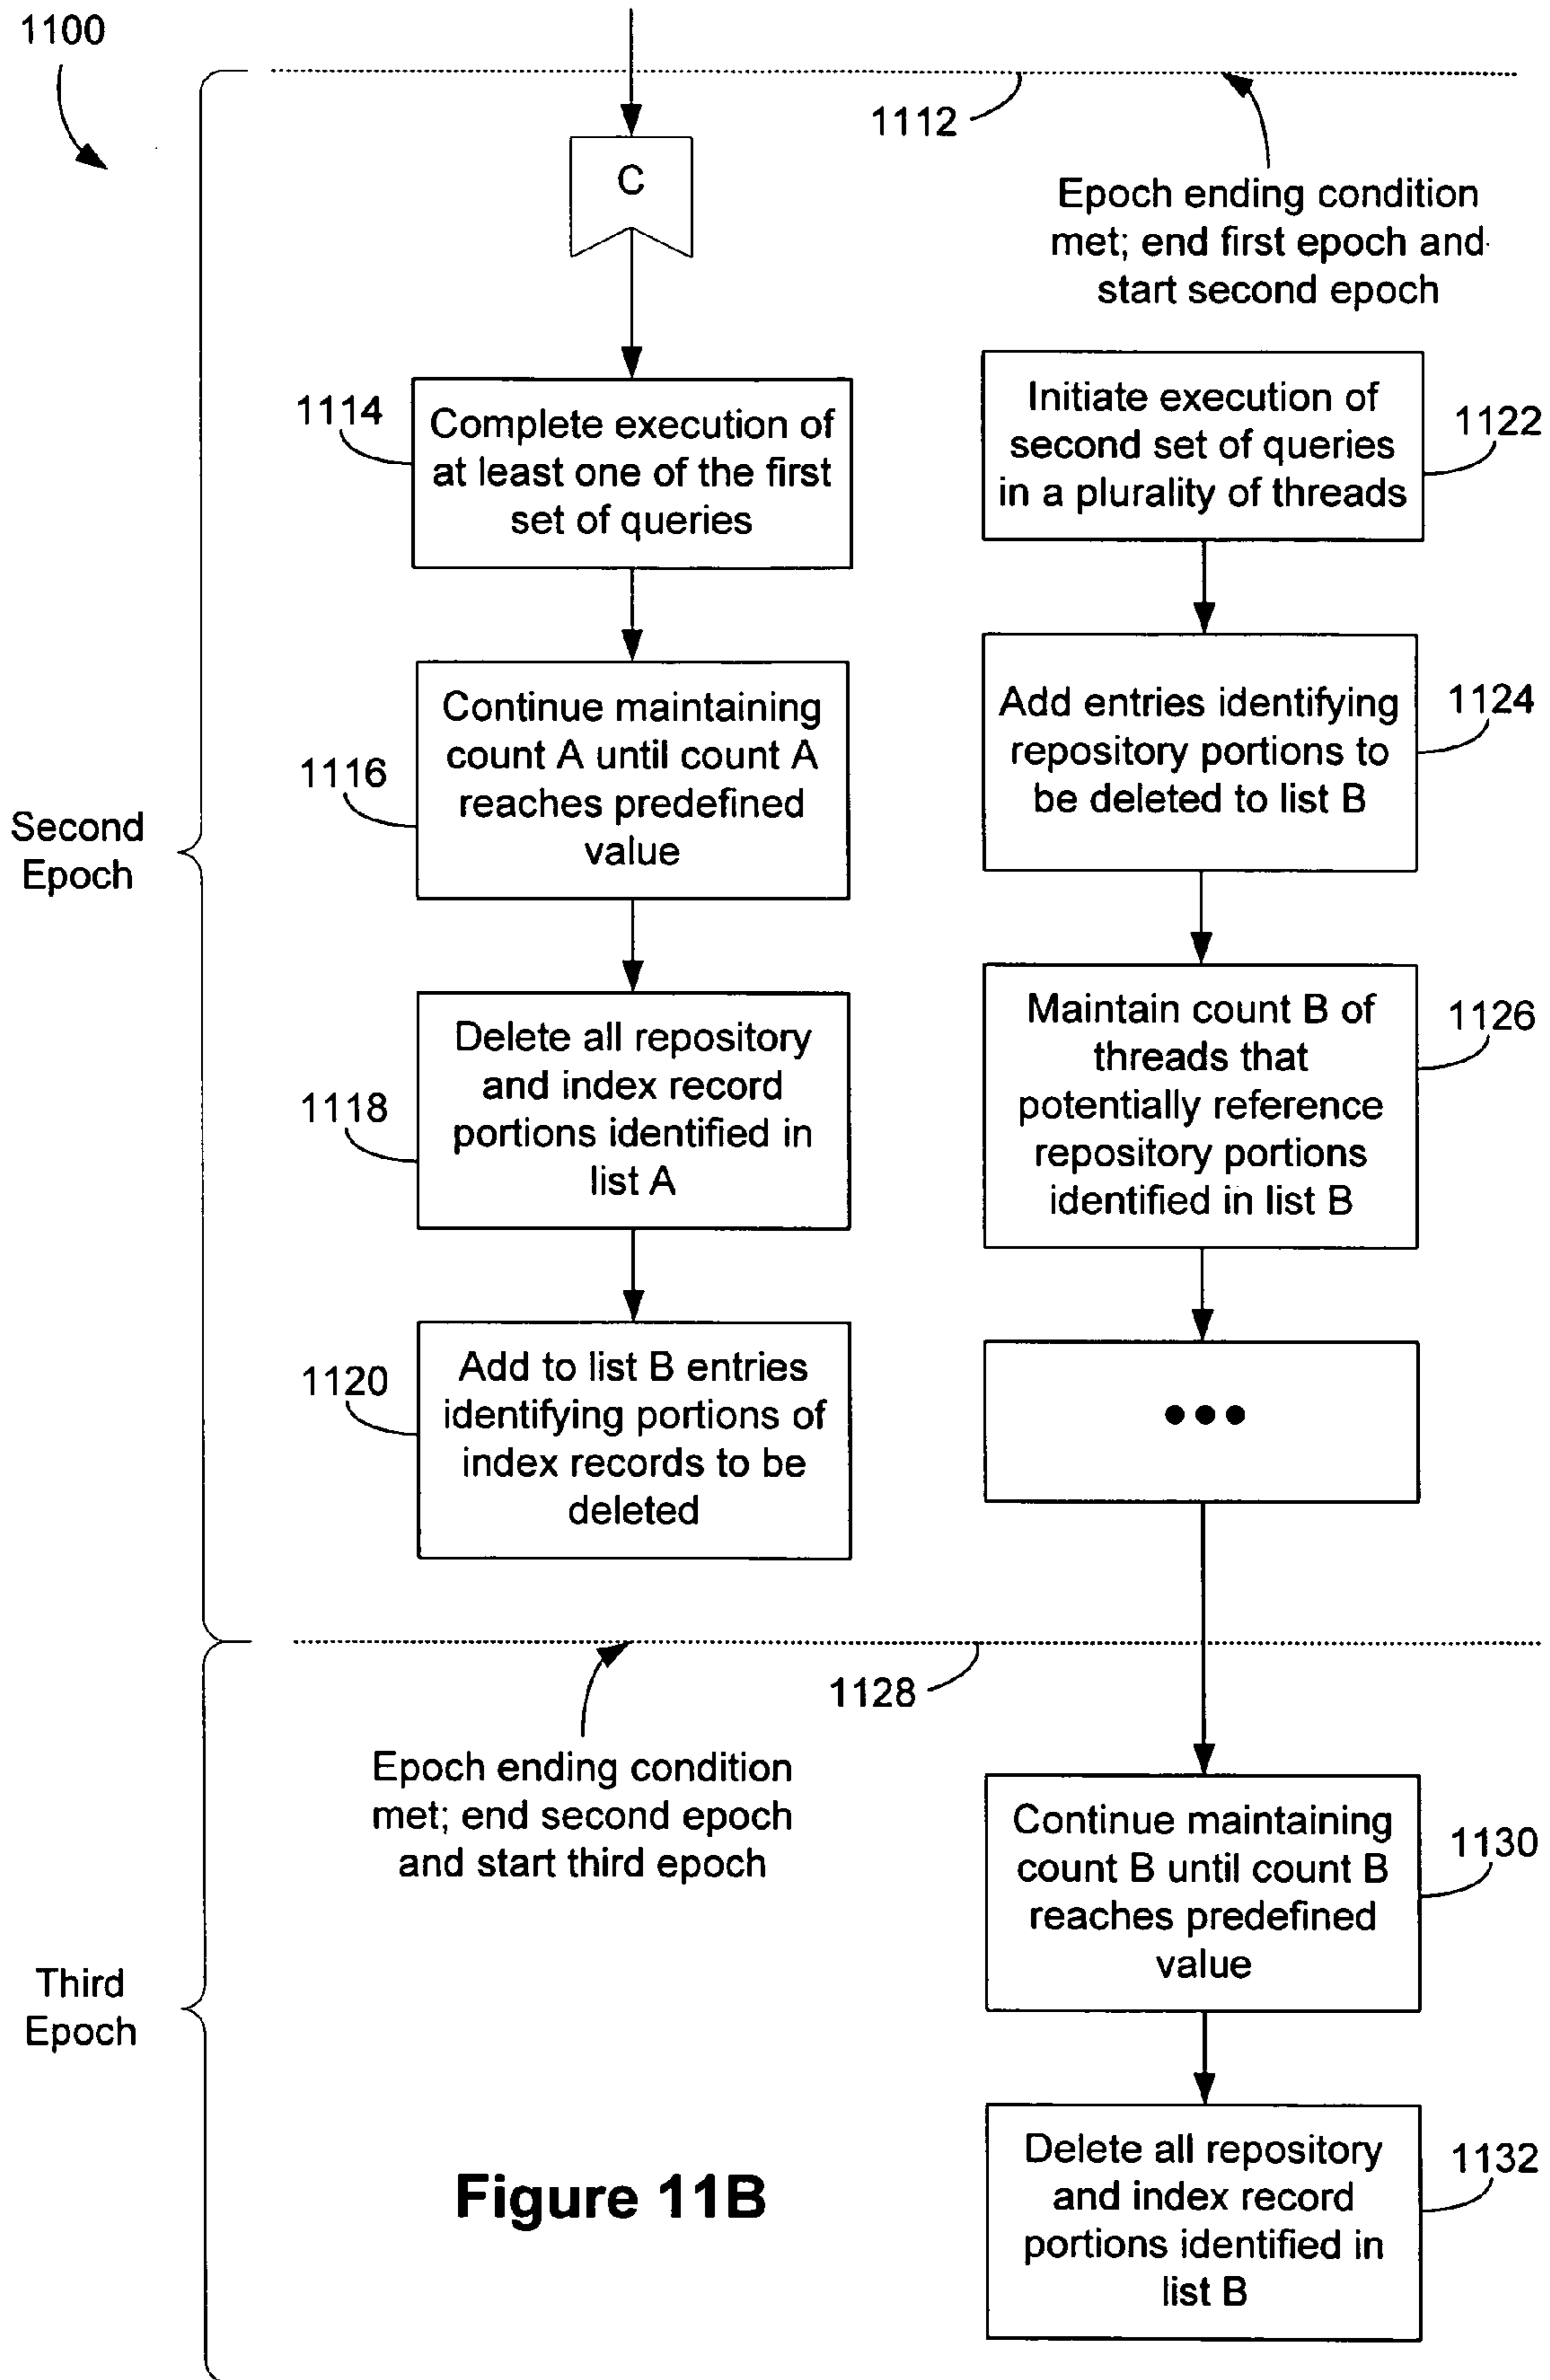 1100
1112
C
Epoch ending condition
met; end first epoch and
start second epoch
1114
Complete execution of
at least one of the first
set of queries
1122
Initiate execution of
second set of queries
in a plurality of threads
1116
Continue maintaining
count A until count A
reaches predefined
value
1124
Add entries identifying
repository portions to
be deleted to list B
Second
Epoch
1118
Delete all repository
and index record
portions identified in
list A
1126
Maintain count B of
threads that
potentially reference
repository portions
identified in list B
1120
Add to list B entries
identifying portions of
index records to be
deleted
1128
Epoch ending condition
met; end second epoch
and start third epoch
1130
Continue maintaining
count B until count B
reaches predefined
value
Third
Epoch
1132
Delete all repository
and index record
portions identified in
list B
Figure 11B